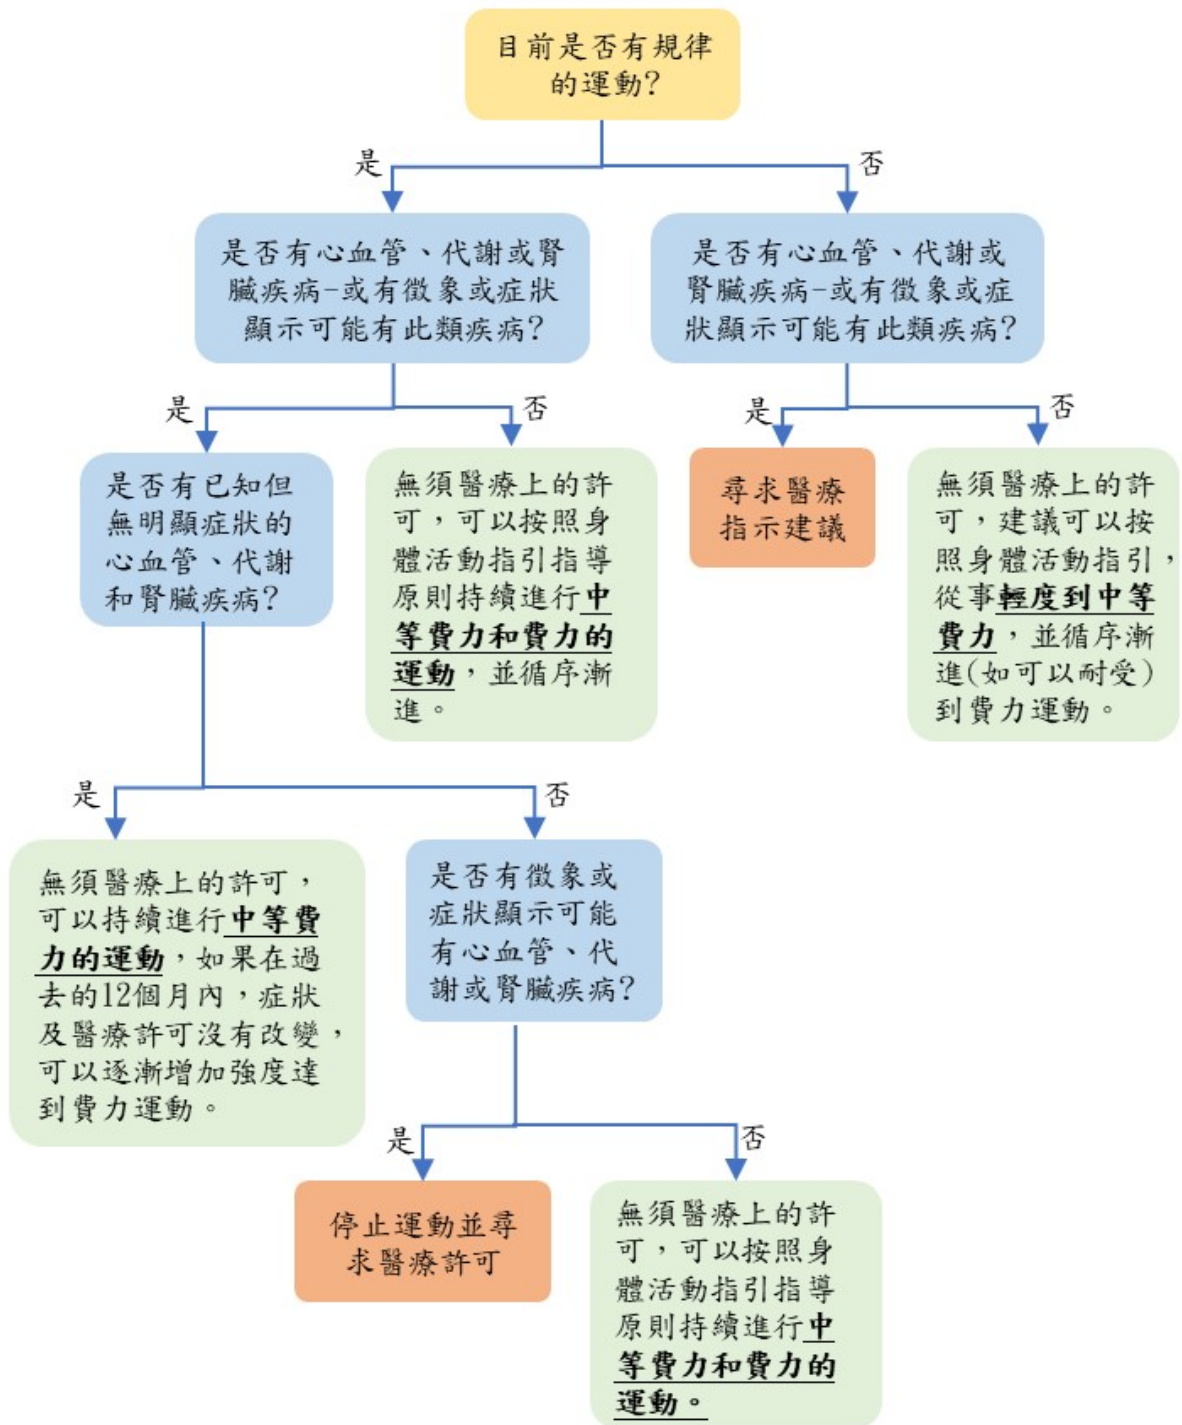 目前是否有規律
的運動？
是
否
是否有心血管、代謝或腎
臟疾病-或有徵象或症狀
顯示可能有此類疾病？
是否有心血管、代謝或
腎臟疾病-或有徵象或症
狀顯示可能有此類疾病？
是
否
是
否
是否有已知但
無明顯症狀的
心血管、代謝
和腎臟疾病？
無須醫療上的許
可，可以按照身
體活動指引指導
原則持續進行中
等費力和費力的
運動，並循序漸
進。
尋求醫療
指示建議
無須醫療上的許
可，建議可以按
照身體活動指引，
從事輕度到中等
費力，並循序漸
進(如可以耐受)
到費力運動。
是
否
無須醫療上的許可，
可以持續進行中等費
力的運動，如果在過
去的12個月內，症狀
及醫療許可沒有改變，
可以逐漸增加強度達
到費力運動。
是否有徵象或
症狀顯示可能
有心血管、代
謝或腎臟疾病？
是
否
停止運動並尋
求醫療許可
無須醫療上的許
可，可以按照身
體活動指引指導
原則持續進行中
等費力和費力的
運動。